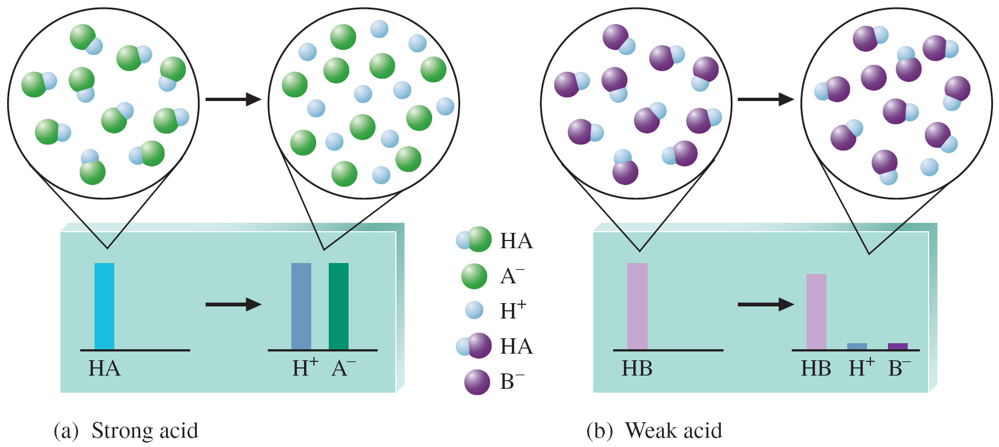 HA
A⁻
H⁺
HA
B⁻
HA
H⁺ A⁻
HB
HB H⁺ B⁻
(a) Strong acid
(b) Weak acid